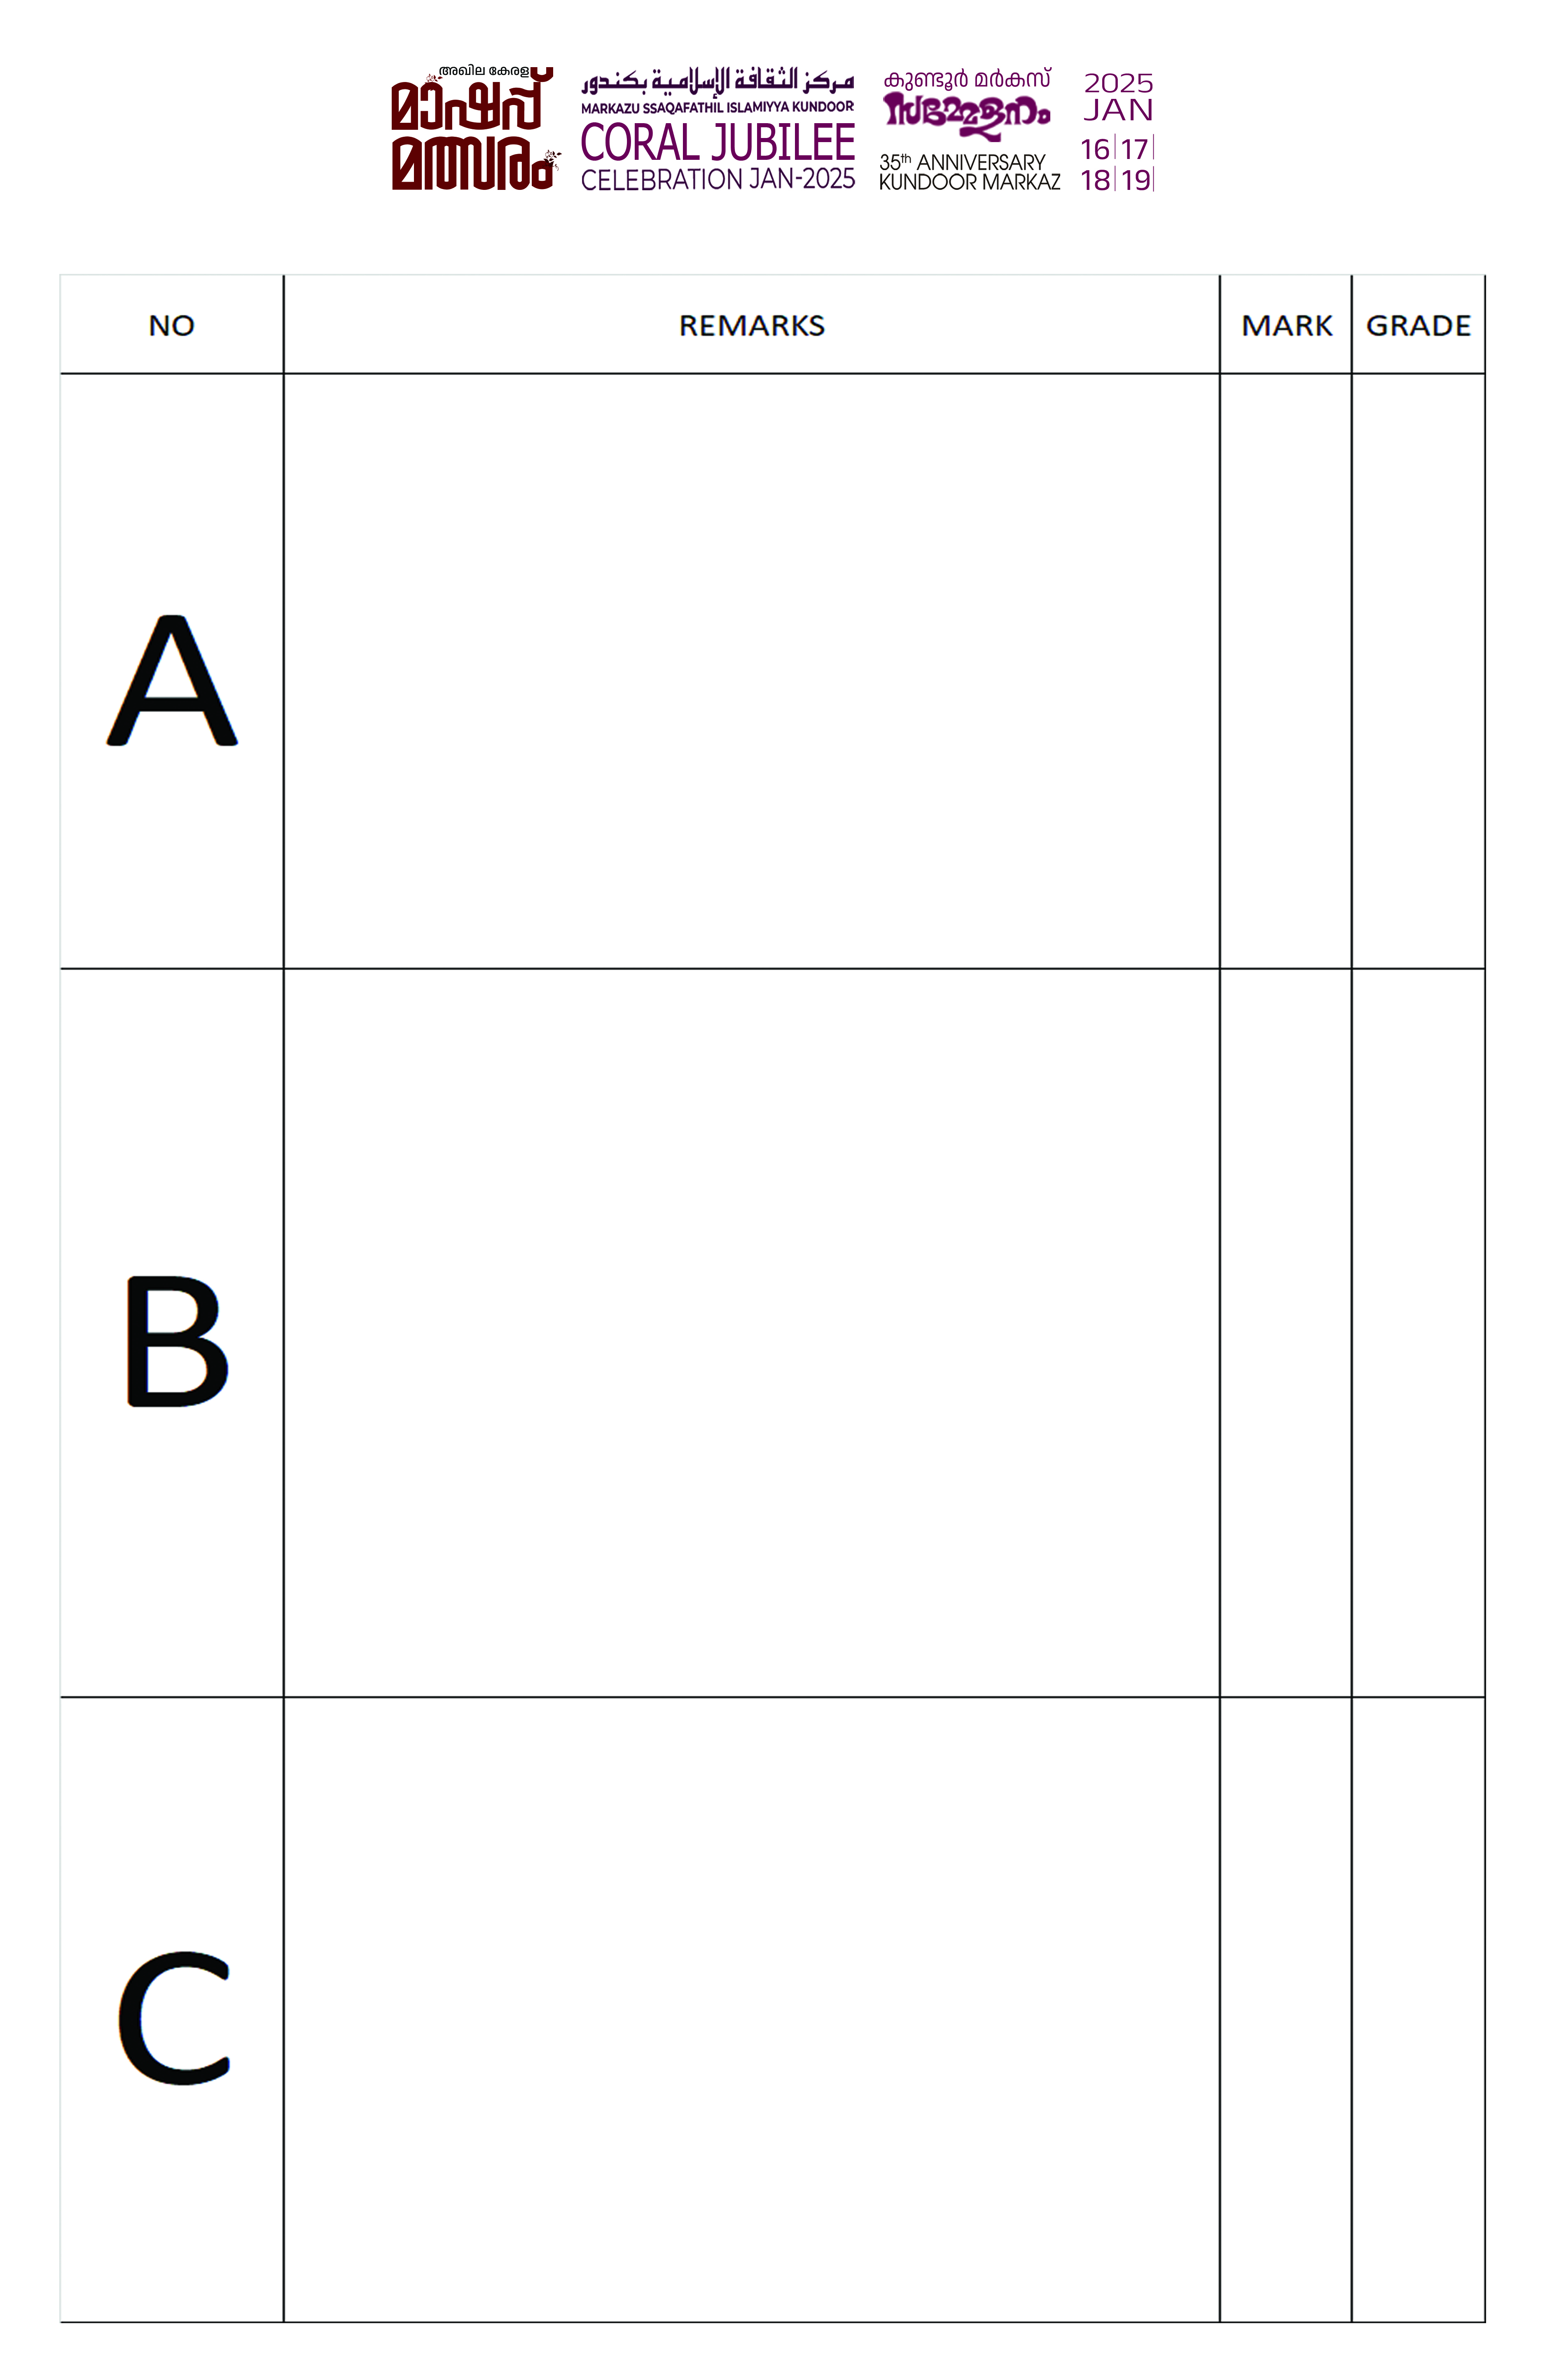 അഖില കേരള
മാഷപ്പ്
മത്സരം
مركز الثقافة الإسلامية بكندور
MARKAZU SSAQAFATHIL ISLAMIYYA KUNDOOR
CORAL JUBILEE
CELEBRATION JAN-2025
കുണ്ടൂർ മർകസ്
സമ്മേളനം
35th ANNIVERSARY
KUNDOOR MARKAZ
2025
JAN
16 17
18 19
NO REMARKS MARK GRADE
A
B
C